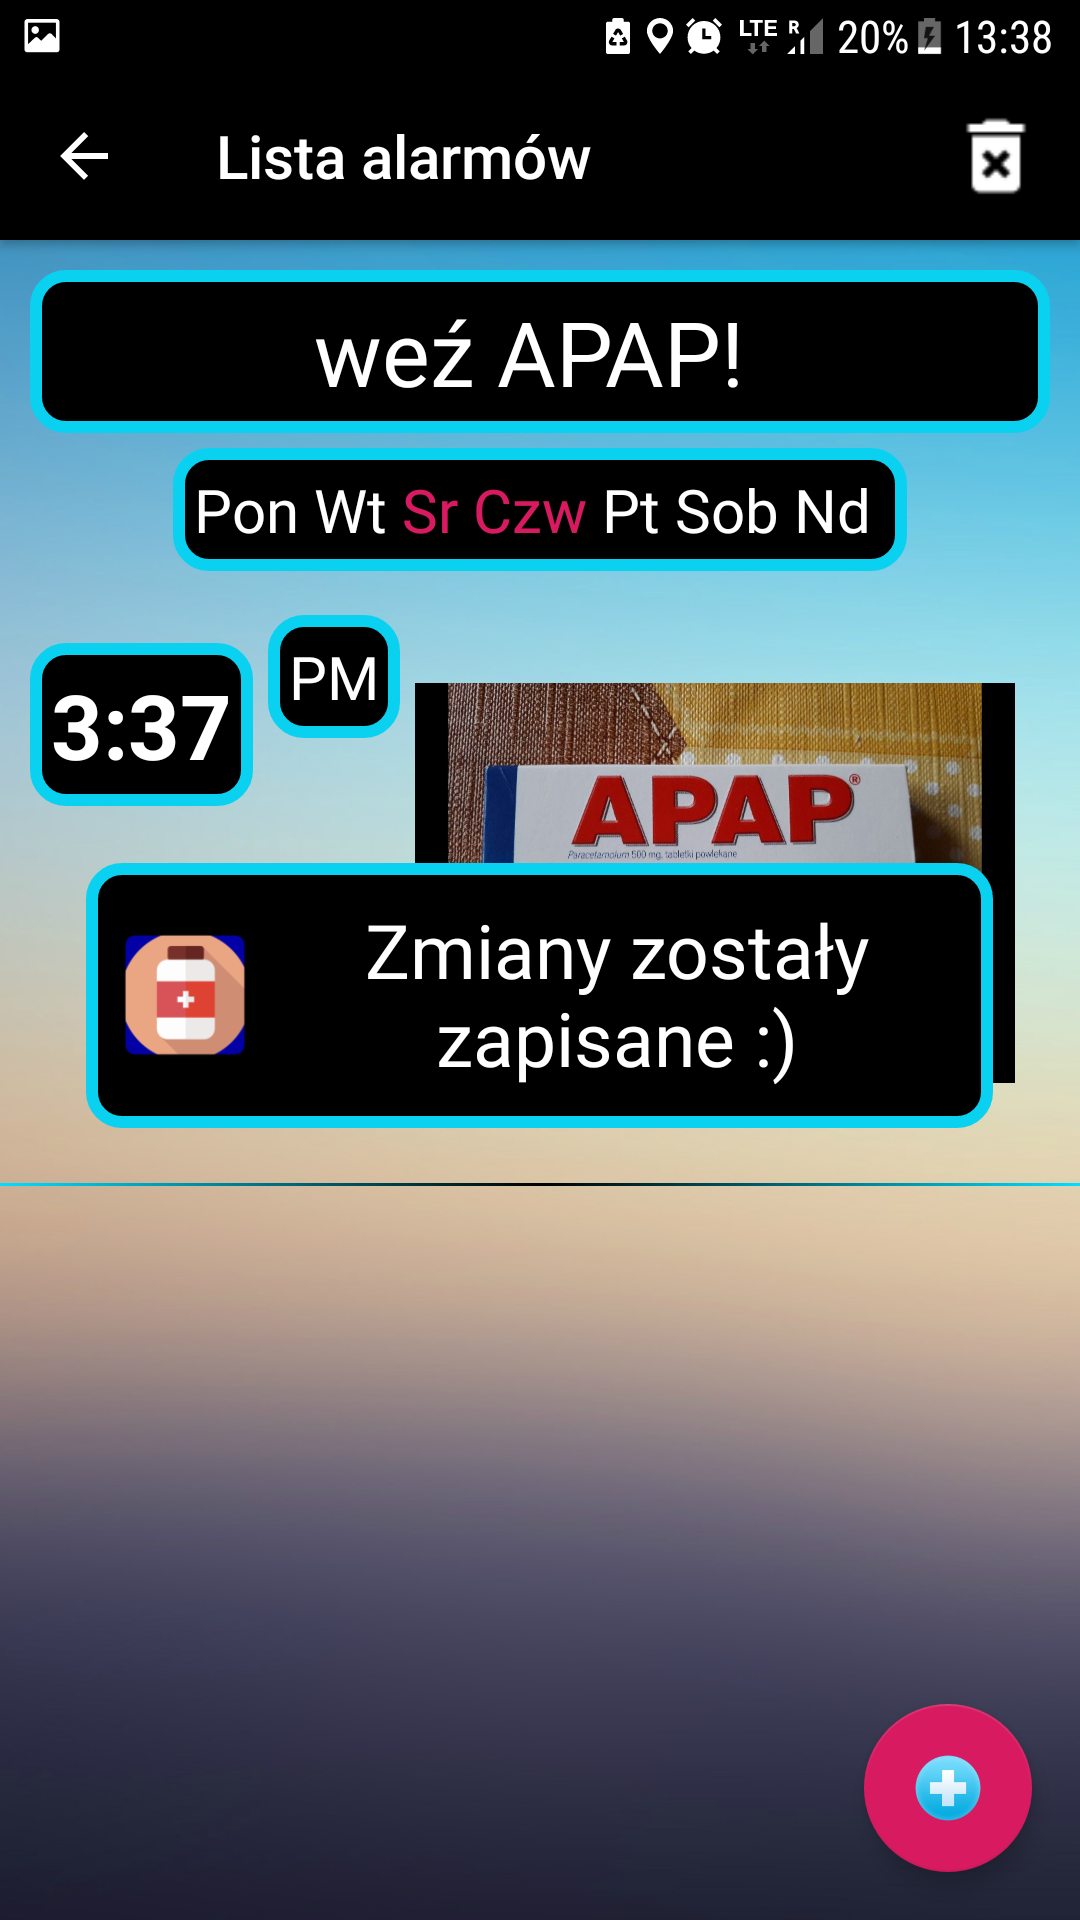 LTE R 20% 13:38
Lista alarmów
weź APAP!
Pon Wt Sr Czw Pt Sob Nd
PM
3:37
APAP®
Paracetamolum 500 mg, tabletki powlekane
Zmiany zostały
zapisane :)